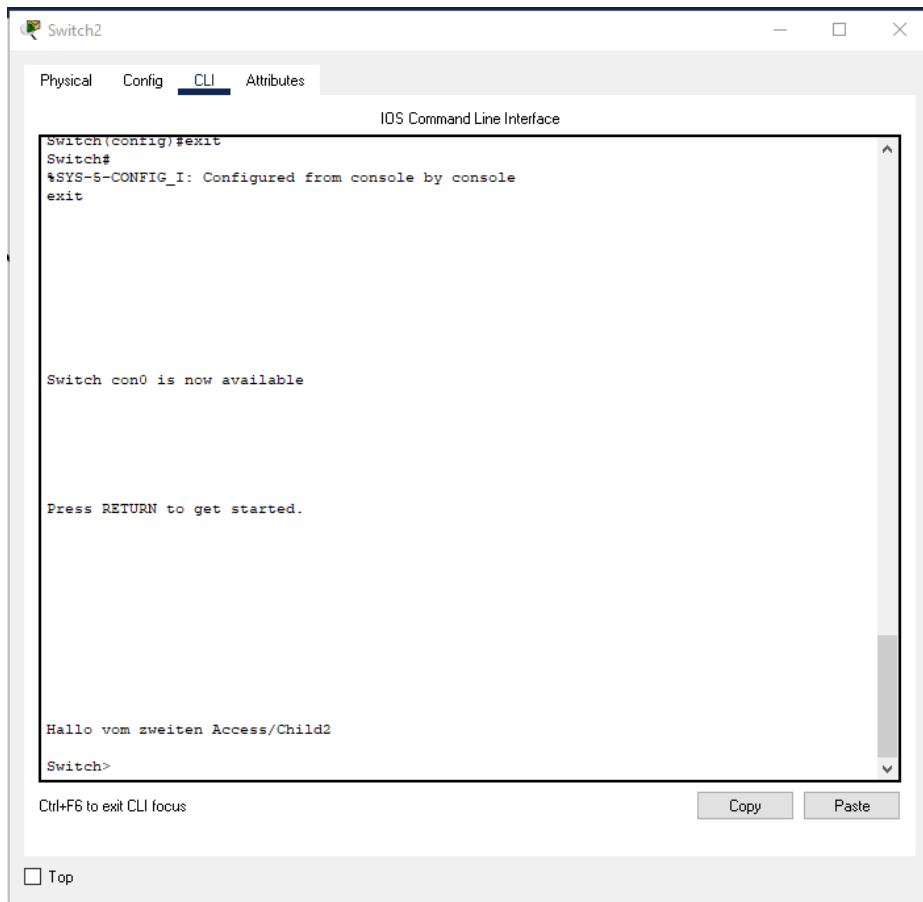 Switch2
Physical Config CLI Attributes
IOS Command Line Interface
Switch(config)#exit
Switch#
%SYS-5-CONFIG_I: Configured from console by console
exit
Switch con0 is now available
Press RETURN to get started.
Hallo vom zweiten Access/Child2
Switch>
Ctrl+F6 to exit CLI focus
Copy Paste
Top